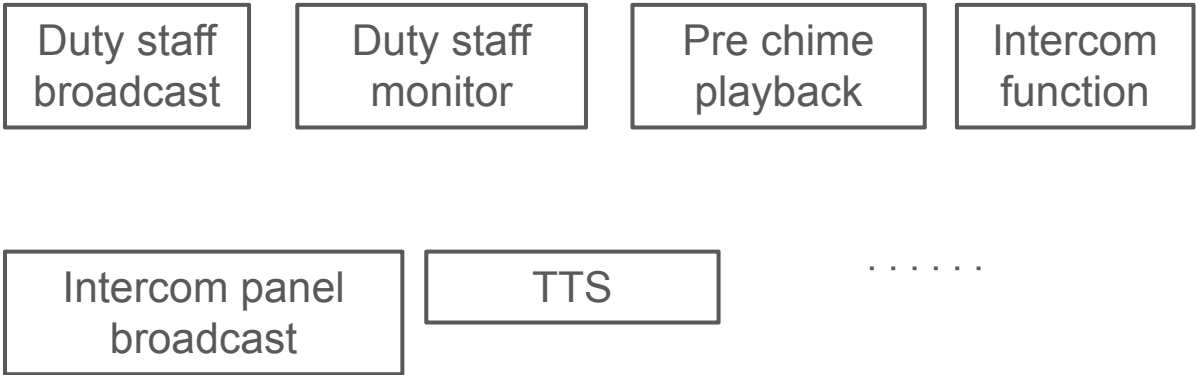 Duty staff
broadcast
Duty staff
monitor
Pre chime
playback
Intercom
function
Intercom panel
broadcast
TTS
. . . . . .